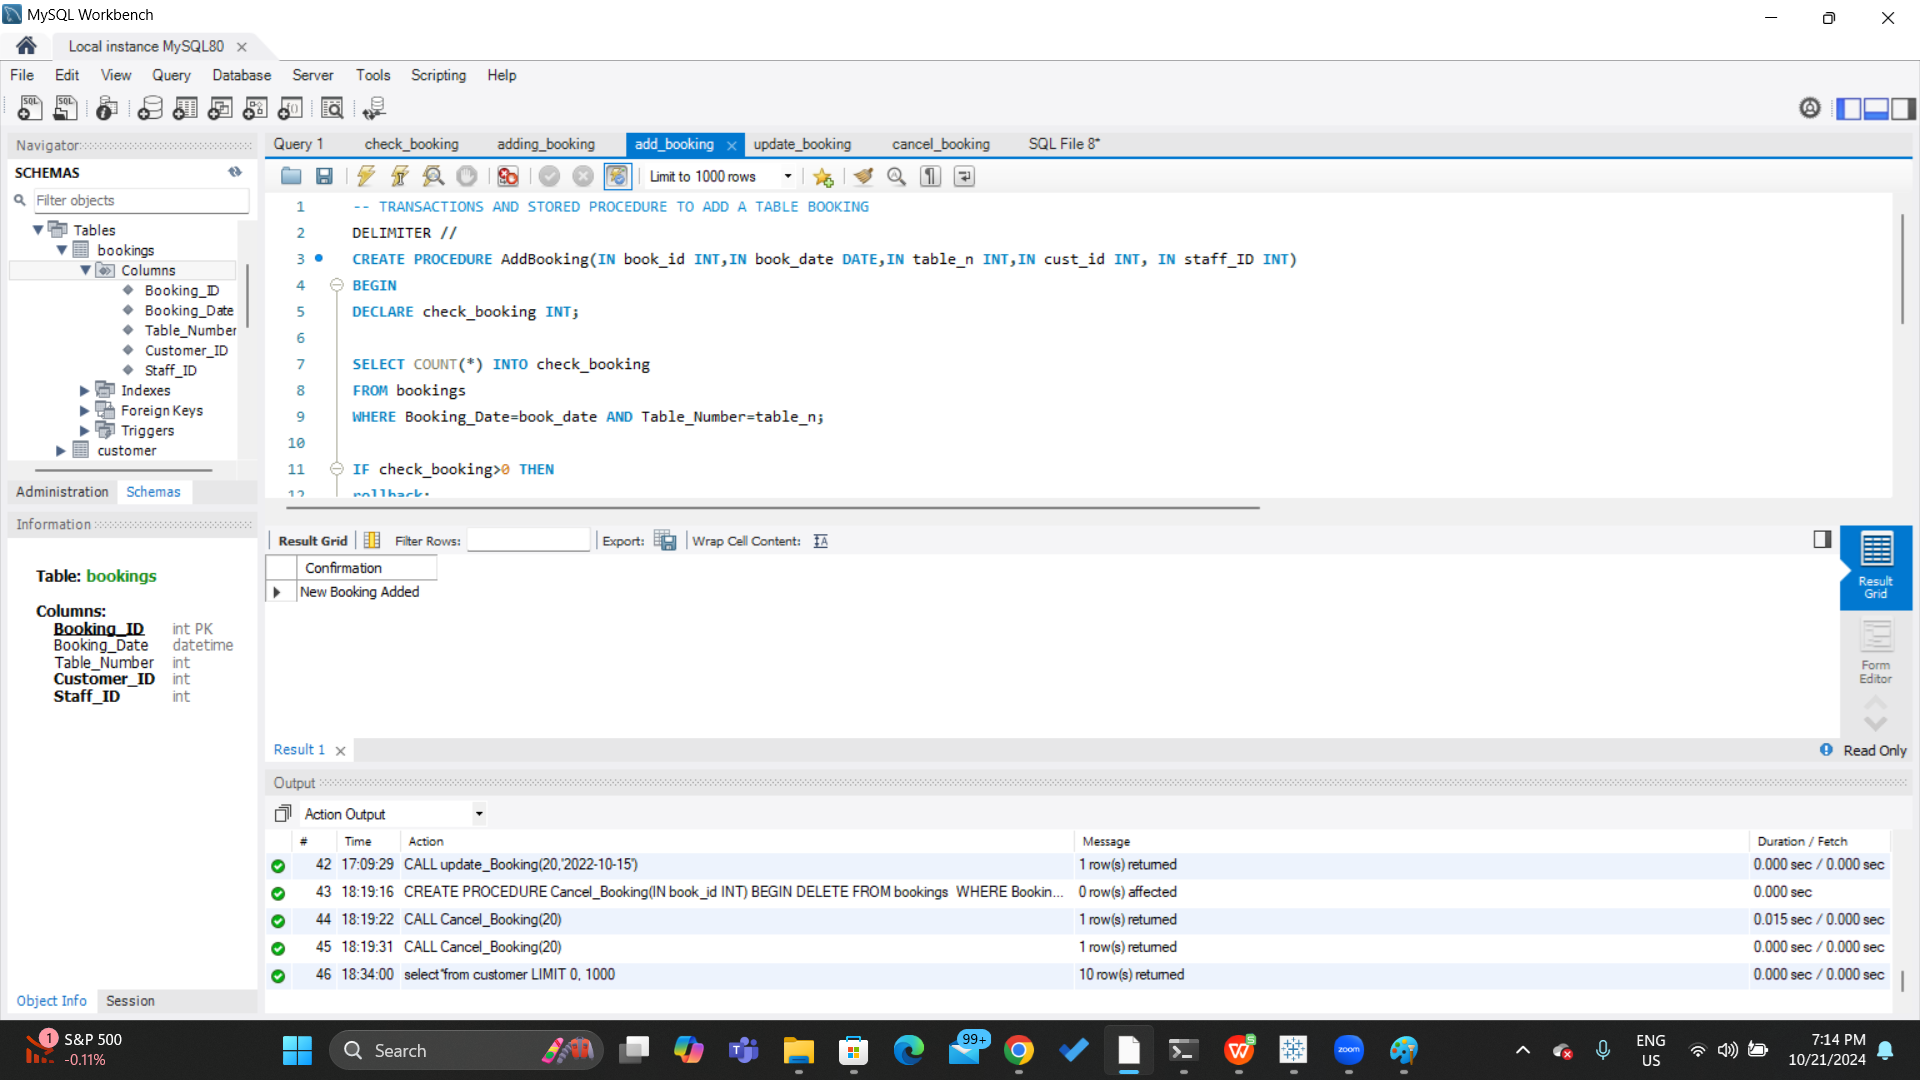 MySQL Workbench
Local instance MySQL80
File Edit View Query Database Server Tools Scripting Help
Navigator
SCHEMAS
Filter objects
Tables
bookings
Columns
Booking_ID
Booking_Date
Table_Number
Customer_ID
Staff_ID
Indexes
Foreign Keys
Triggers
customer
Administration Schemas
Information
Table: bookings
Columns:
Booking_ID int PK
Booking_Date datetime
Table_Number int
Customer_ID int
Staff_ID int
Object Info Session
Query 1 check_booking adding_booking add_booking update_booking cancel_booking SQL File 8*
Limit to 1000 rows
1 -- TRANSACTIONS AND STORED PROCEDURE TO ADD A TABLE BOOKING
2 DELIMITER //
3 CREATE PROCEDURE AddBooking(IN book_id INT,IN book_date DATE,IN table_n INT,IN cust_id INT, IN staff_ID INT)
4 BEGIN
5 DECLARE check_booking INT;
6
7 SELECT COUNT(*) INTO check_booking
8 FROM bookings
9 WHERE Booking_Date=book_date AND Table_Number=table_n;
10
11 IF check_booking>0 THEN
12 rollback;
Result Grid Filter Rows: Export: Wrap Cell Content:
Confirmation
New Booking Added
Result Grid
Form Editor
Result 1
Read Only
Output
Action Output
# Time Action Message Duration / Fetch
42 17:09:29 CALL update_Booking(20,'2022-10-15') 1 row(s) returned 0.000 sec / 0.000 sec
43 18:19:16 CREATE PROCEDURE Cancel_Booking(IN book_id INT) BEGIN DELETE FROM bookings WHERE Bookin... 0 row(s) affected 0.000 sec
44 18:19:22 CALL Cancel_Booking(20) 1 row(s) returned 0.015 sec / 0.000 sec
45 18:19:31 CALL Cancel_Booking(20) 1 row(s) returned 0.000 sec / 0.000 sec
46 18:34:00 select*from customer LIMIT 0, 1000 10 row(s) returned 0.000 sec / 0.000 sec
1 S&P 500
-0.11%
Search
99+
zoom
ENG
US
7:14 PM
10/21/2024